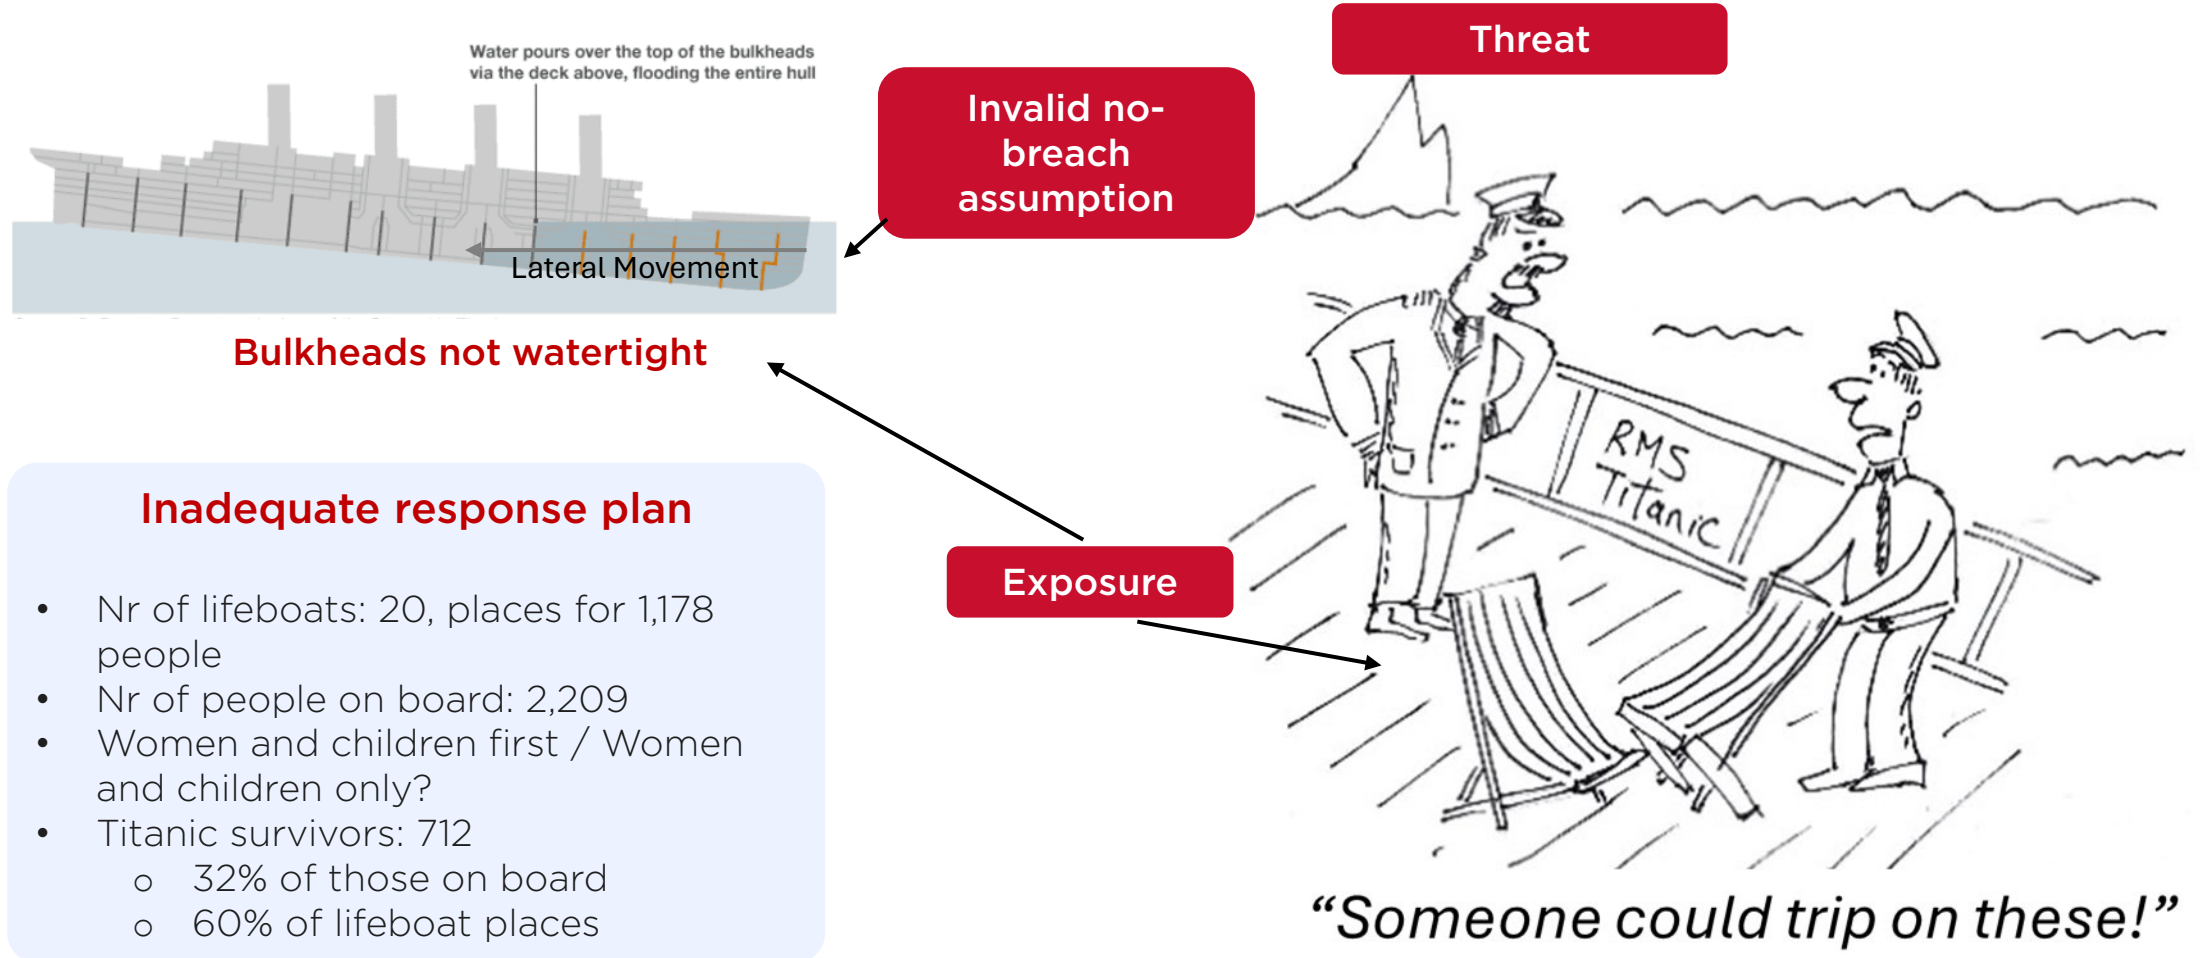 Water pours over the top of the bulkheads
via the deck above, flooding the entire hull
Lateral Movement
Bulkheads not watertight
Invalid no-
breach
assumption
Threat
Exposure
RMS
Titanic
Inadequate response plan
• Nr of lifeboats: 20, places for 1,178
people
• Nr of people on board: 2,209
• Women and children first / Women
and children only?
• Titanic survivors: 712
o 32% of those on board
o 60% of lifeboat places
“Someone could trip on these!”